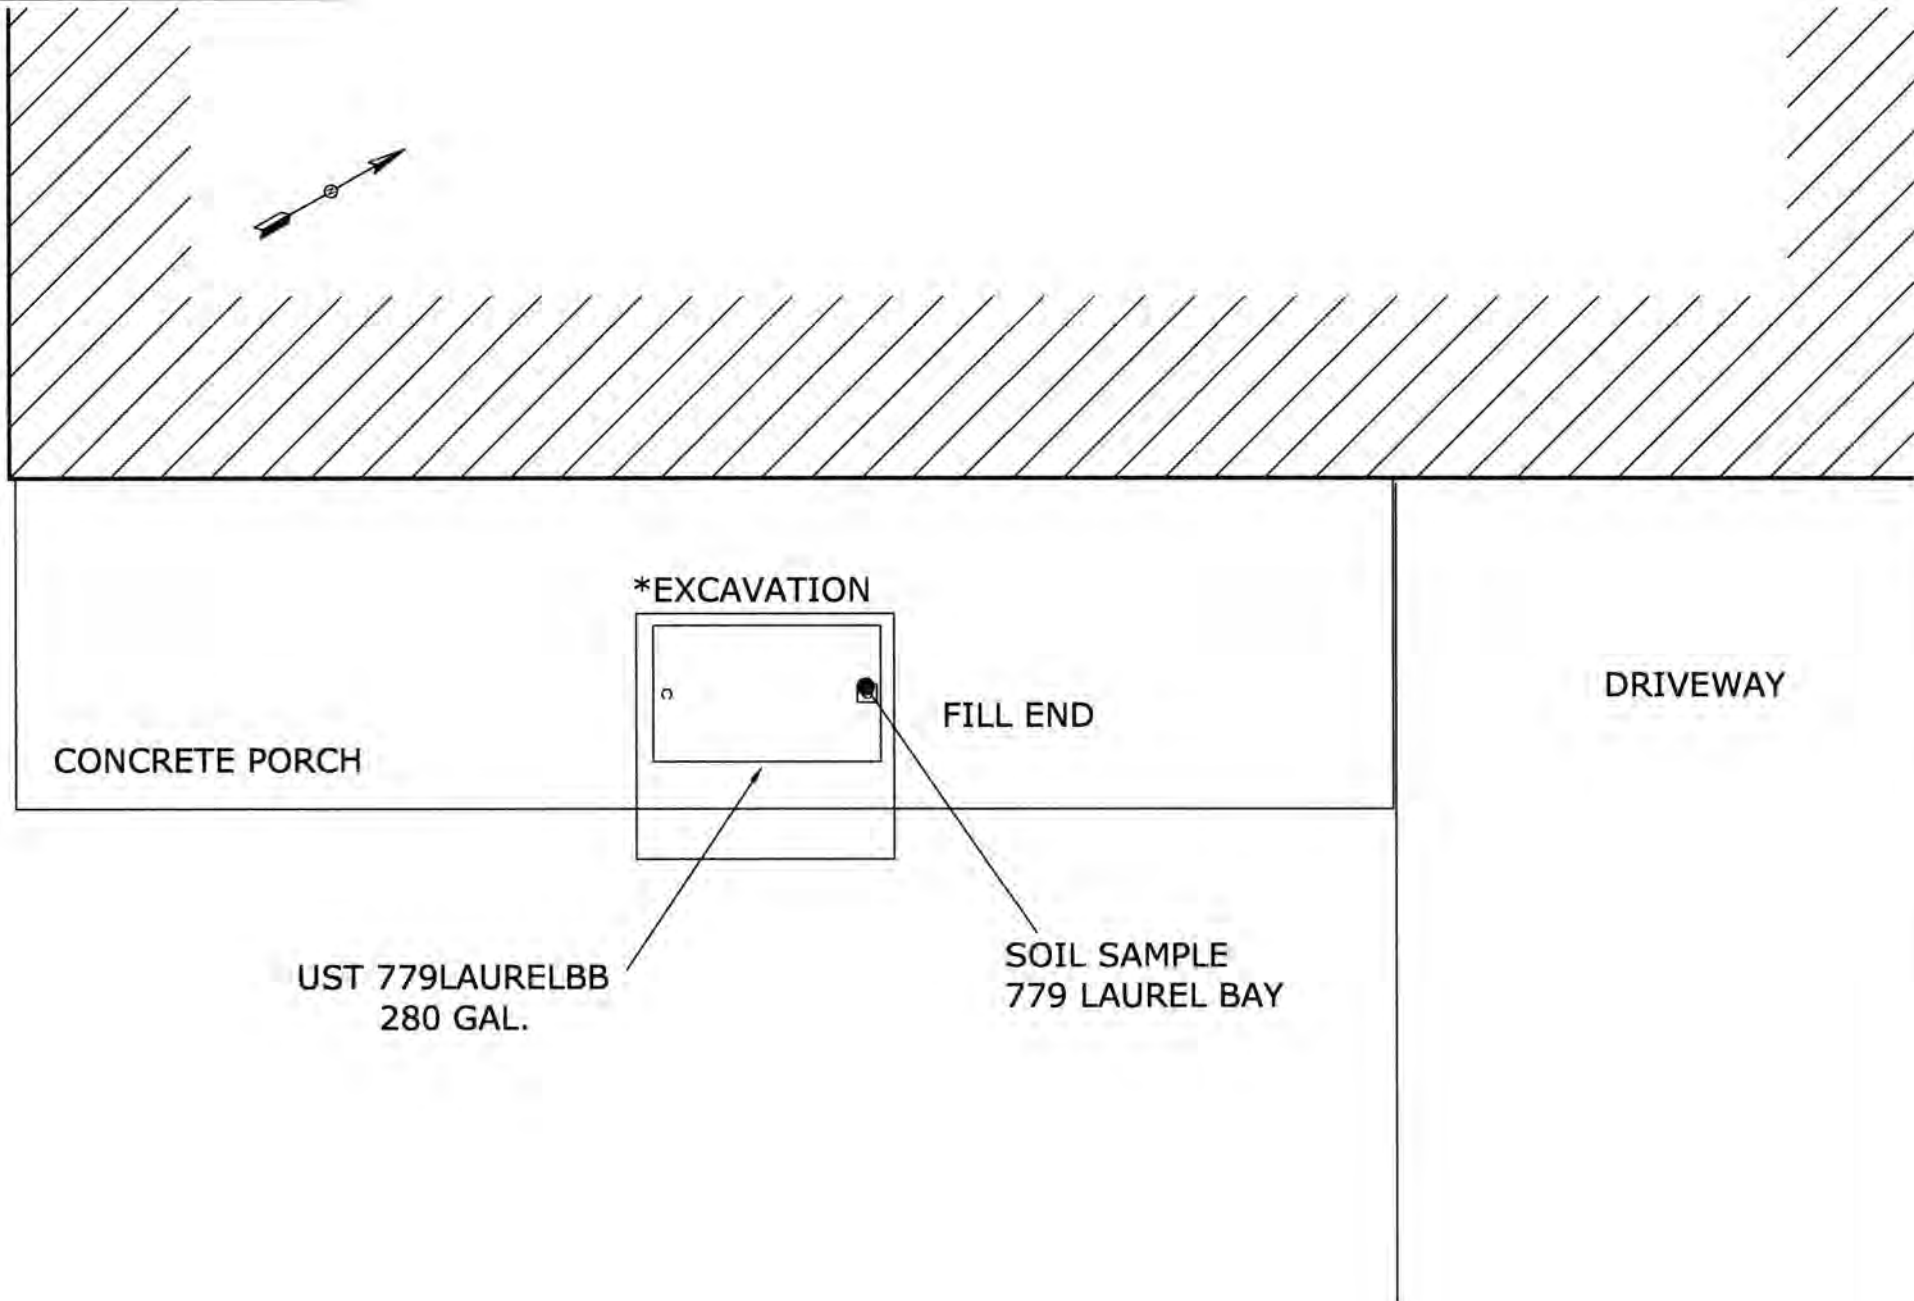 *EXCAVATION
FILL END
DRIVEWAY
CONCRETE PORCH
UST 779LAURELBB
280 GAL.
SOIL SAMPLE
779 LAUREL BAY